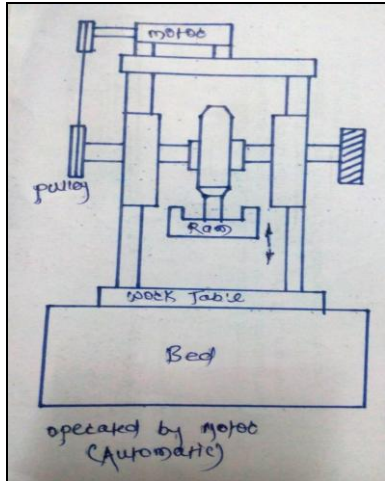 motor
pulley
Ram
work Table
Bed
operated by motor
(Automatic)